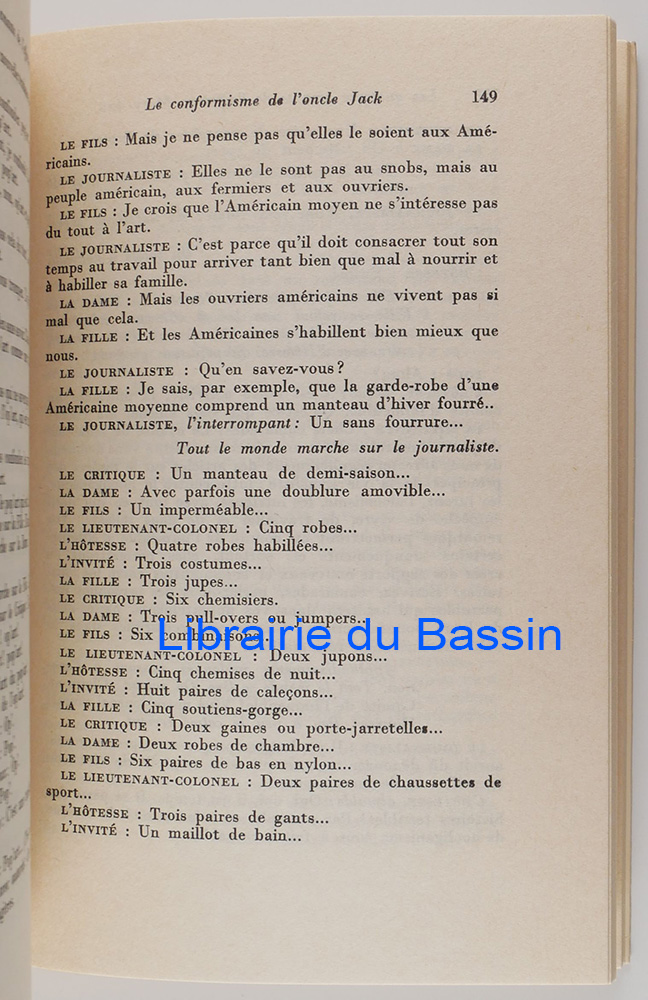 Le conformisme de l'oncle Jack 149
LE FILS : Mais je ne pense pas qu'elles le soient aux Amé-
ricains.
LE JOURNALISTE : Elles ne le sont pas au snobs, mais au
peuple américain, aux fermiers et aux ouvriers.
LE FILS : Je crois que l'Américain moyen ne s'intéresse pas
du tout à l'art.
LE JOURNALISTE : C'est parce qu'il doit consacrer tout son
temps au travail pour arriver tant bien que mal à nourrir et
à habiller sa famille.
LA DAME : Mais les ouvriers américains ne vivent pas si
mal que cela.
LA FILLE : Et les Américaines s'habillent bien mieux que
nous.
LE JOURNALISTE : Qu'en savez-vous ?
LA FILLE : Je sais, par exemple, que la garde-robe d'une
Américaine moyenne comprend un manteau d'hiver fourré..
LE JOURNALISTE, l'interrompant : Un sans fourrure...
Tout le monde marche sur le journaliste.
LE CRITIQUE : Un manteau de demi-saison...
LA DAME : Avec parfois une doublure amovible...
LE FILS : Un imperméable...
LE LIEUTENANT-COLONEL : Cinq robes...
L'HÔTESSE : Quatre robes habillées...
L'INVITÉ : Trois costumes...
LA FILLE : Trois jupes...
LE CRITIQUE : Six chemisiers.
LA DAME : Trois pull-overs ou jumpers..
LE FILS : Six combinaisons..
Librairie du Bassin
LE LIEUTENANT-COLONEL : Deux jupons...
L'HÔTESSE : Cinq chemises de nuit...
L'INVITÉ : Huit paires de caleçons...
LA FILLE : Cinq soutiens-gorge...
LE CRITIQUE : Deux gaines ou porte-jarretelles...
LA DAME : Deux robes de chambre...
LE FILS : Six paires de bas en nylon...
LE LIEUTENANT-COLONEL : Deux paires de chaussettes de
sport...
L'HÔTESSE : Trois paires de gants...
L'INVITÉ : Un maillot de bain...